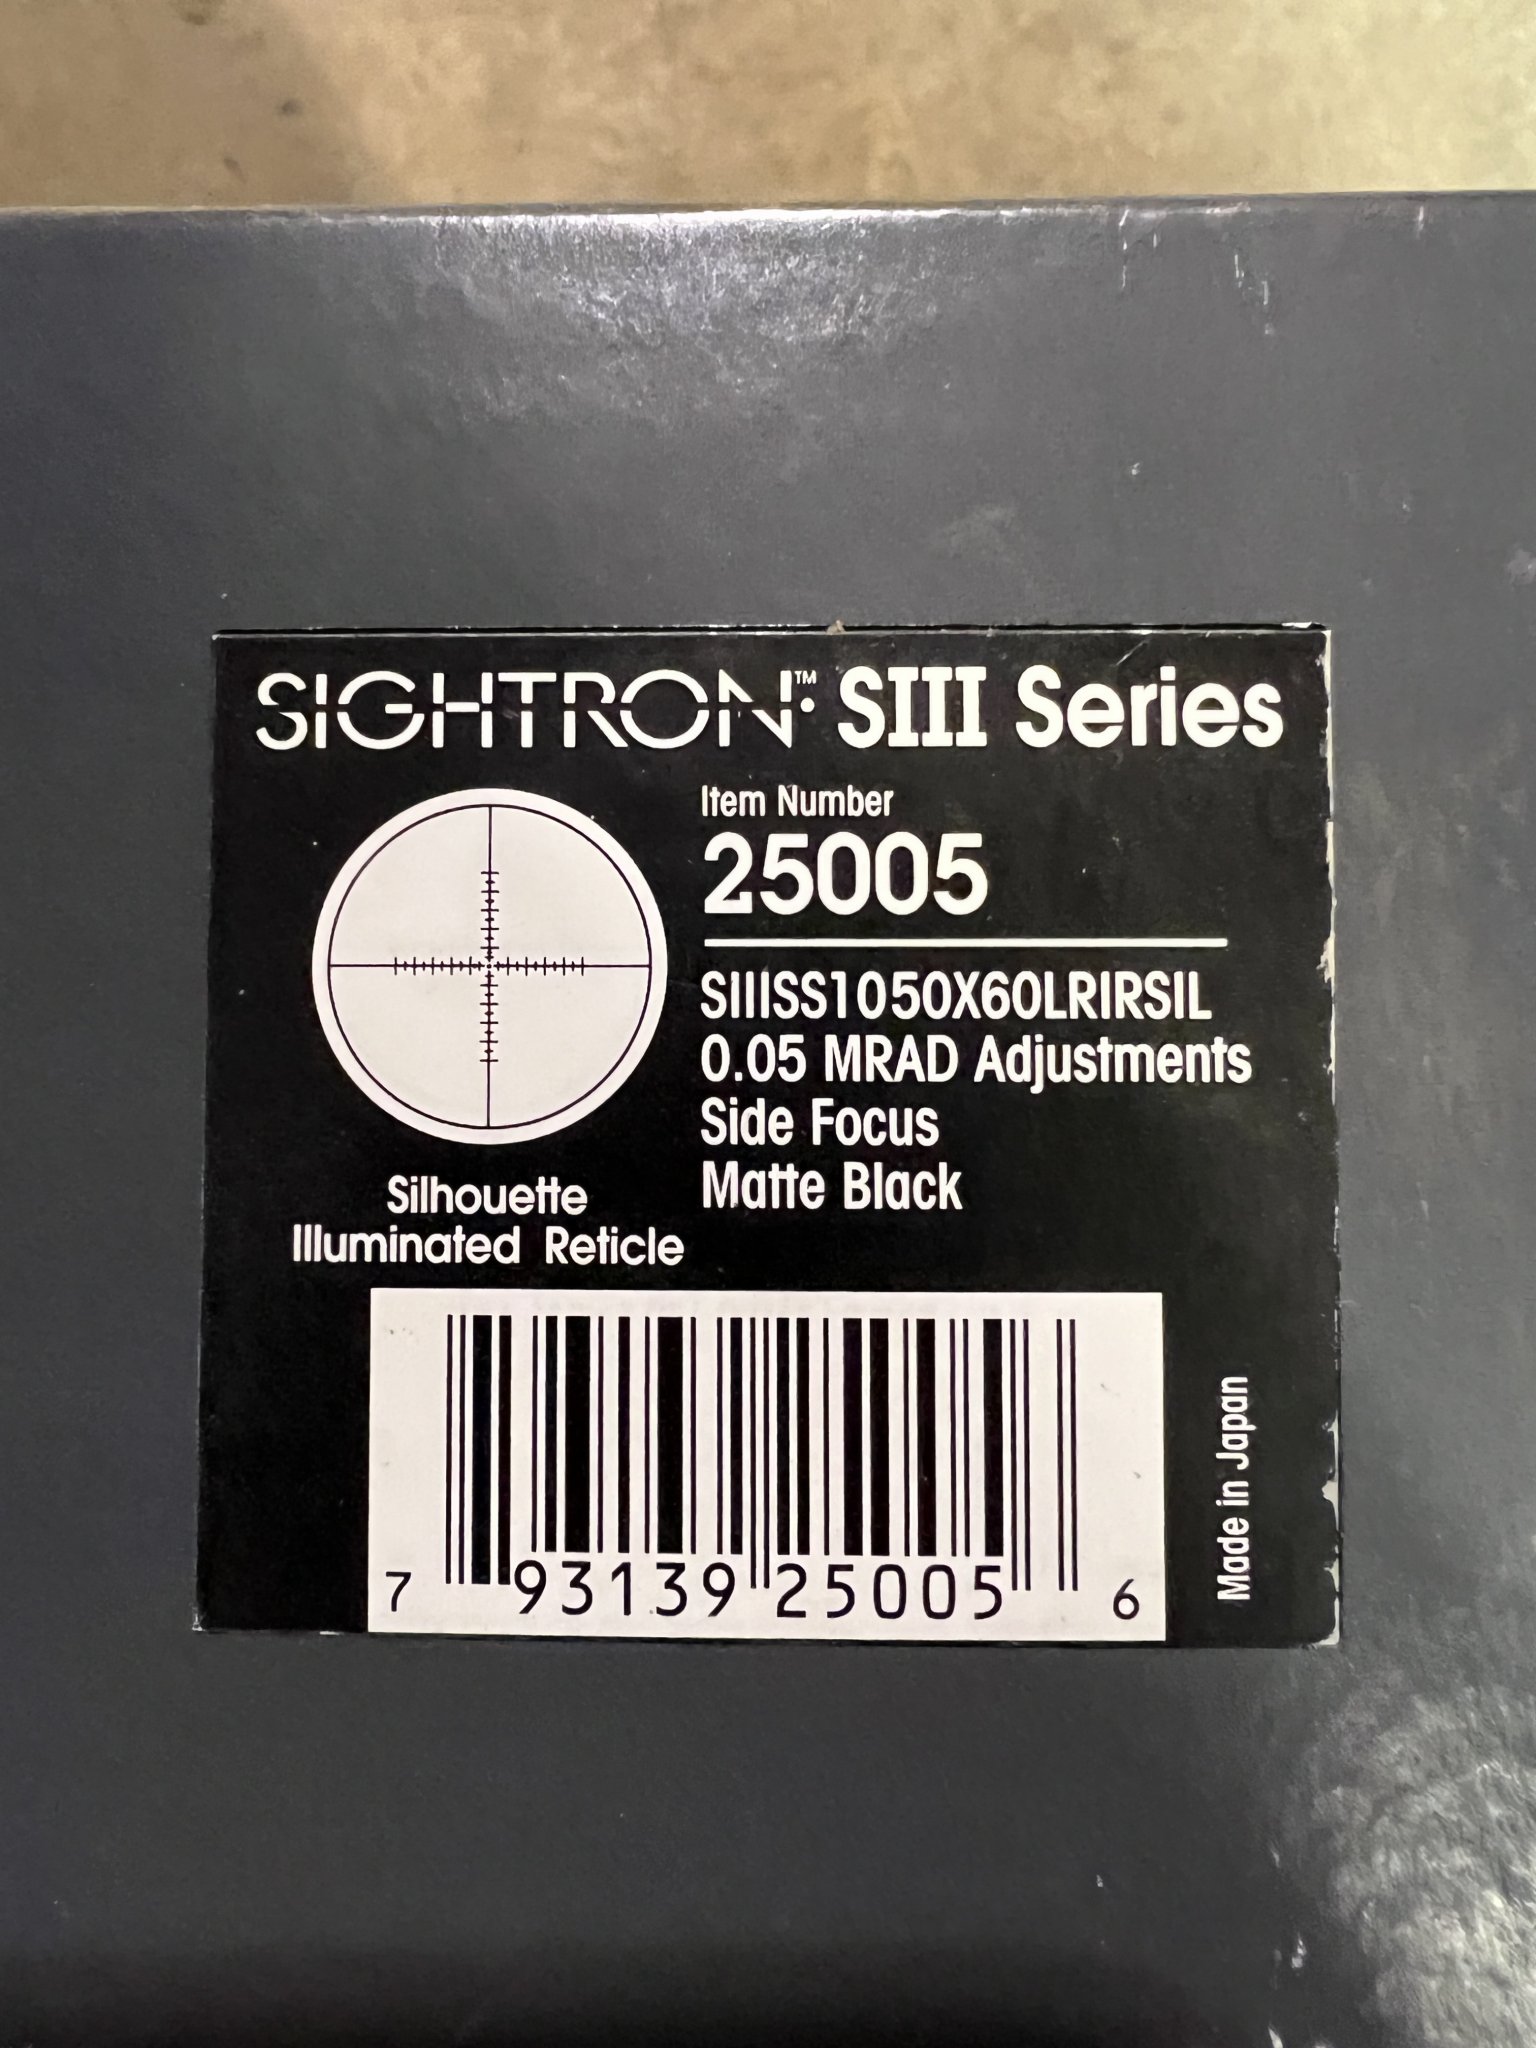 SIGHTRON™ SIII Series
Item Number
25005
SIIISS1050X60LRIRSIL
0.05 MRAD Adjustments
Side Focus
Matte Black
Silhouette
Illuminated Reticle
7 93139 25005 6
Made in Japan